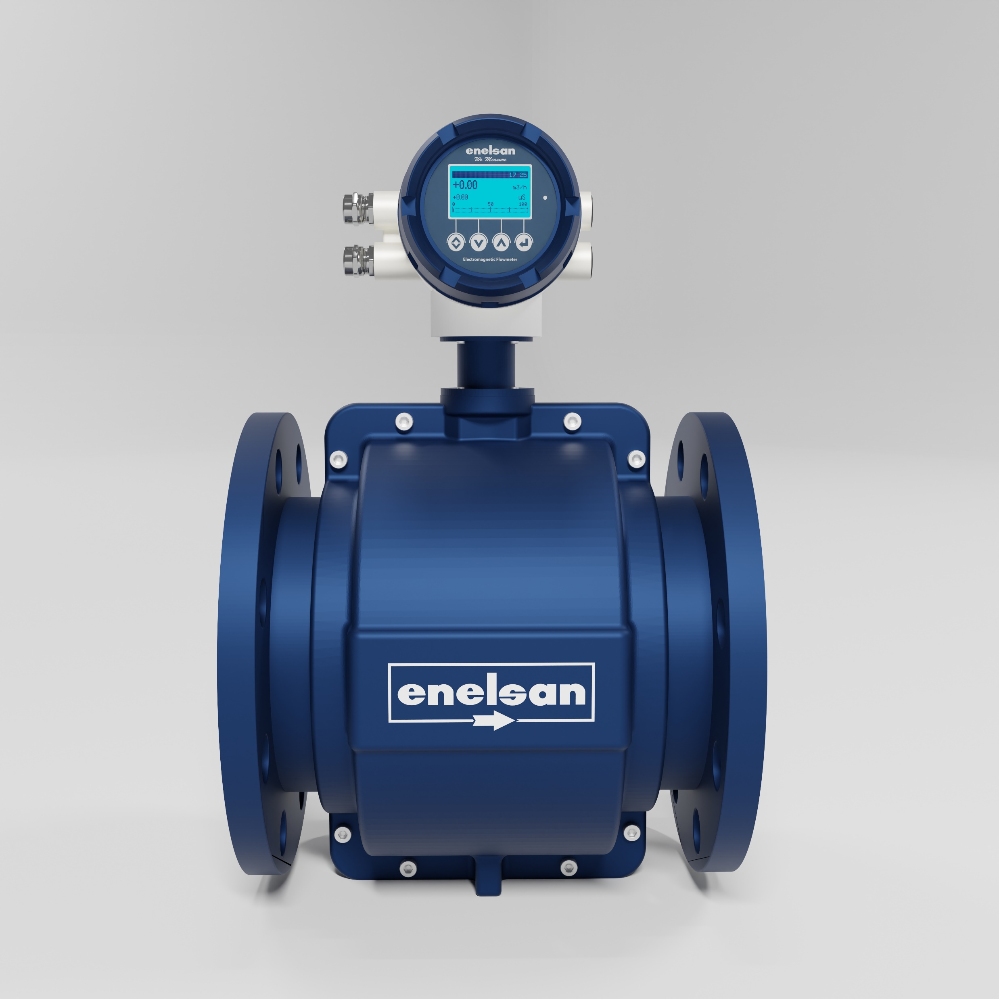 enelsan
We Measure
17 25
+0.00 m3/h
+0.00 uS
0 50 100
Electromagnetic Flowmeter
enelsan